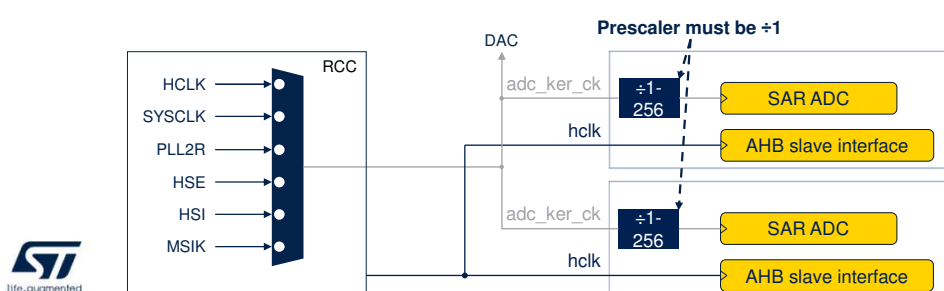 Prescaler must be ÷1
DAC
RCC
HCLK
SYSCLK
PLL2R
HSE
HSI
MSIK
adc_ker_ck
÷1-
256
SAR ADC
hclk
AHB slave interface
adc_ker_ck
÷1-
256
SAR ADC
hclk
AHB slave interface
ST
life.augmented